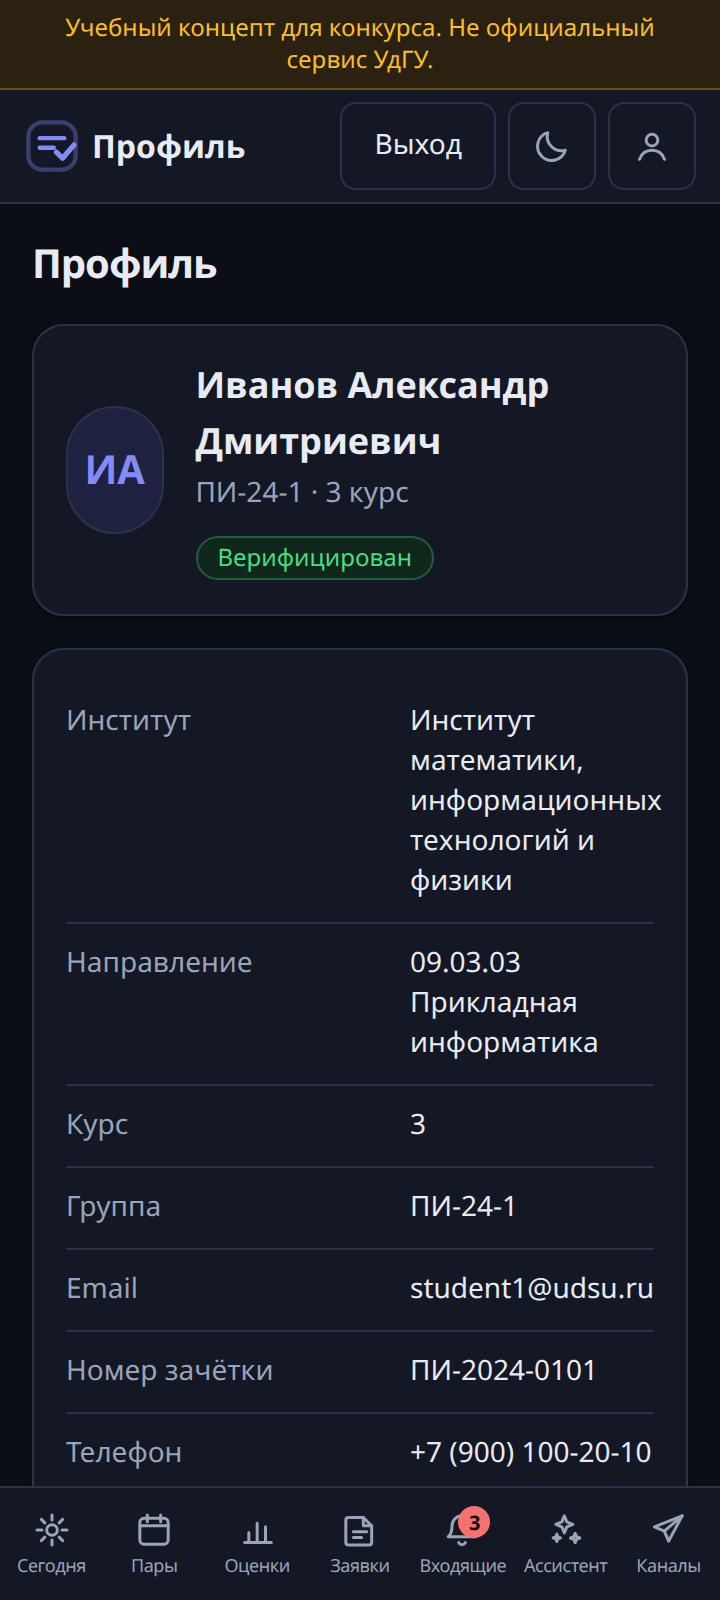 Учебный концепт для конкурса. Не официальный
сервис УдГУ.
Профиль
Выход
Профиль
ИА
Иванов Александр
Дмитриевич
ПИ-24-1 · 3 курс
Верифицирован
Институт
Институт
математики,
информационных
технологий и
физики
Направление
09.03.03
Прикладная
информатика
Курс
3
Группа
ПИ-24-1
Email
student1@udsu.ru
Номер зачётки
ПИ-2024-0101
Телефон
+7 (900) 100-20-10
3
Сегодня
Пары
Оценки
Заявки
Входящие
Ассистент
Каналы